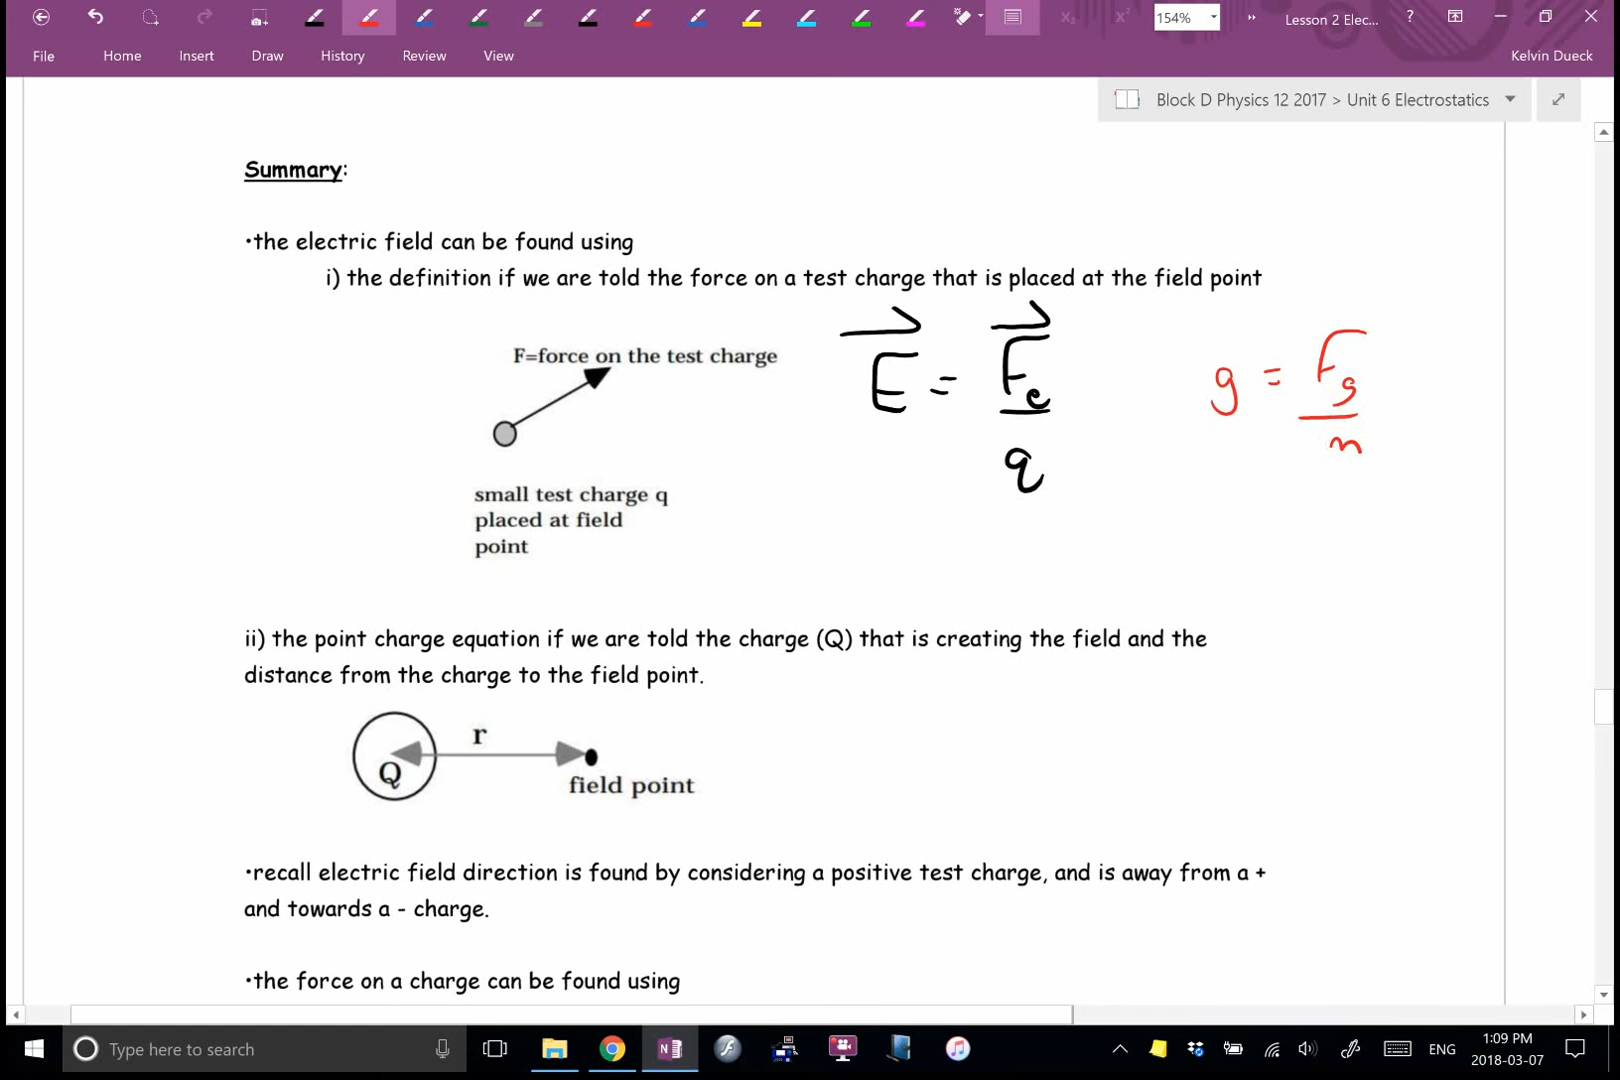 154%
Lesson 2 Elec...
?
File Home Insert Draw History Review View
Kelvin Dueck
Block D Physics 12 2017 > Unit 6 Electrostatics
Summary:
•the electric field can be found using
i) the definition if we are told the force on a test charge that is placed at the field point
F=force on the test charge
E = Fe
q
g = Fg
m
small test charge q
placed at field
point
ii) the point charge equation if we are told the charge (Q) that is creating the field and the
distance from the charge to the field point.
r
Q
field point
•recall electric field direction is found by considering a positive test charge, and is away from a +
and towards a - charge.
•the force on a charge can be found using
Type here to search
ENG
1:09 PM
2018-03-07